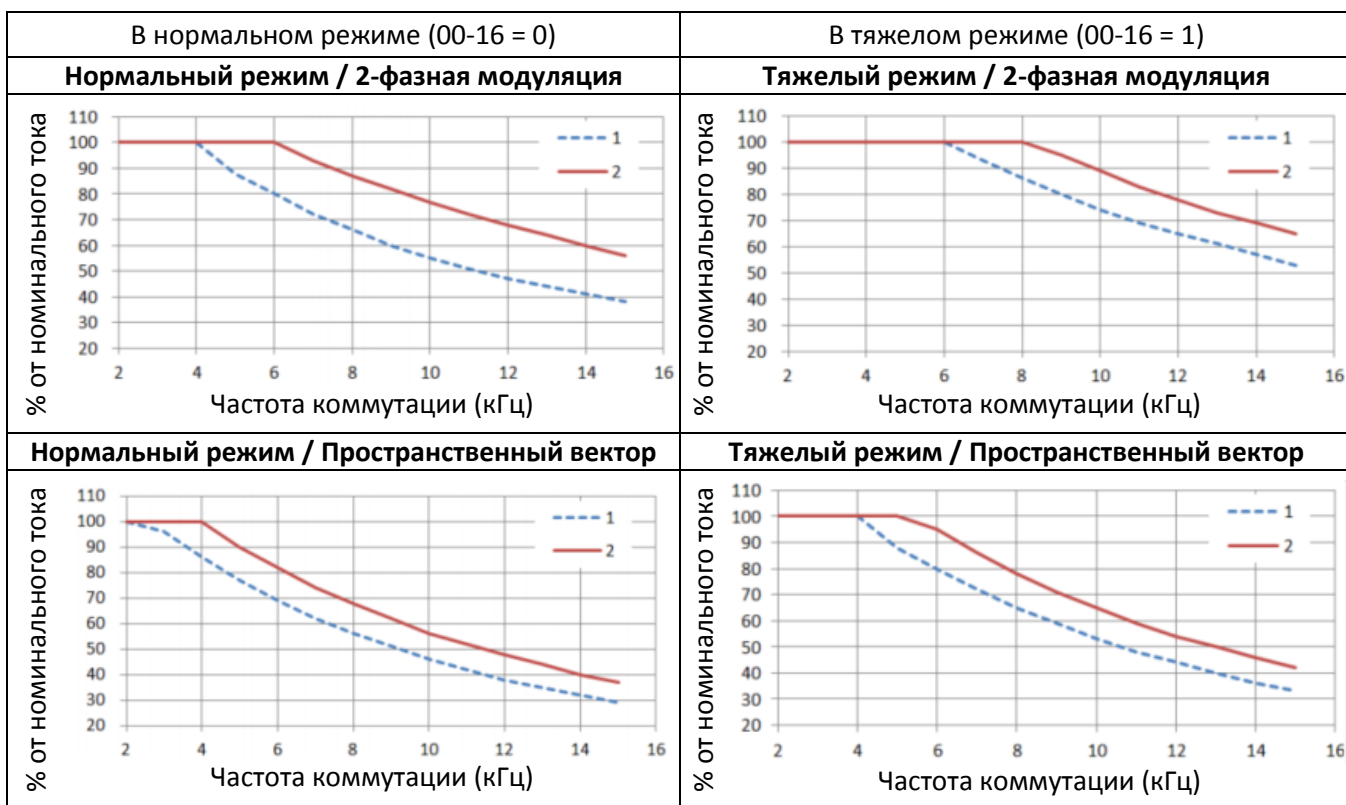 В нормальном режиме (00-16 = 0)
В тяжелом режиме (00-16 = 1)
Нормальный режим / 2-фазная модуляция
Тяжелый режим / 2-фазная модуляция
% от номинального тока
110
100
90
80
70
60
50
40
30
20
2 4 6 8 10 12 14 16
1
2
Частота коммутации (кГц)
% от номинального тока
110
100
90
80
70
60
50
40
30
20
2 4 6 8 10 12 14 16
1
2
Частота коммутации (кГц)
Нормальный режим / Пространственный вектор
Тяжелый режим / Пространственный вектор
% от номинального тока
110
100
90
80
70
60
50
40
30
20
2 4 6 8 10 12 14 16
1
2
Частота коммутации (кГц)
% от номинального тока
110
100
90
80
70
60
50
40
30
20
2 4 6 8 10 12 14 16
1
2
Частота коммутации (кГц)